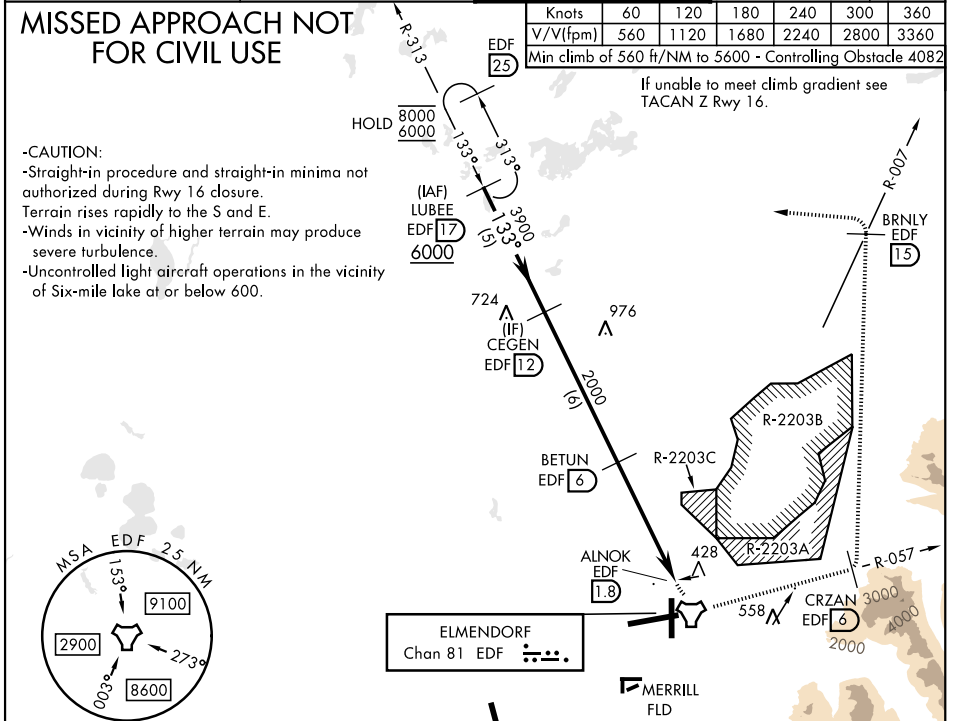 MISSED APPROACH NOT
FOR CIVIL USE
Knots 60 120 180 240 300 360
V/V(fpm) 560 1120 1680 2240 2800 3360
Min climb of 560 ft/NM to 5600 - Controlling Obstacle 4082
If unable to meet climb gradient see
TACAN Z Rwy 16.
-CAUTION:
-Straight-in procedure and straight-in minima not
authorized during Rwy 16 closure.
Terrain rises rapidly to the S and E.
-Winds in vicinity of higher terrain may produce
severe turbulence.
-Uncontrolled light aircraft operations in the vicinity
of Six-mile lake at or below 600.
R-313
EDF
25
HOLD 8000
6000
133°
313°
(IAF)
LUBEE
EDF 17
6000
3900
133°
(5)
R-007
BRNLY
EDF
15
724
976
(IF)
CEGEN
EDF 12
2000
(6)
R-2203B
BETUN
EDF 6
R-2203C
R-2203A
R-057
ALNOK
EDF
1.8
428
558
CRZAN
EDF 6
3000
4000
2000
ELMENDORF
Chan 81 EDF
MERRILL
FLD
MSA EDF 25 NM
153°
9100
2900
273°
003°
8600